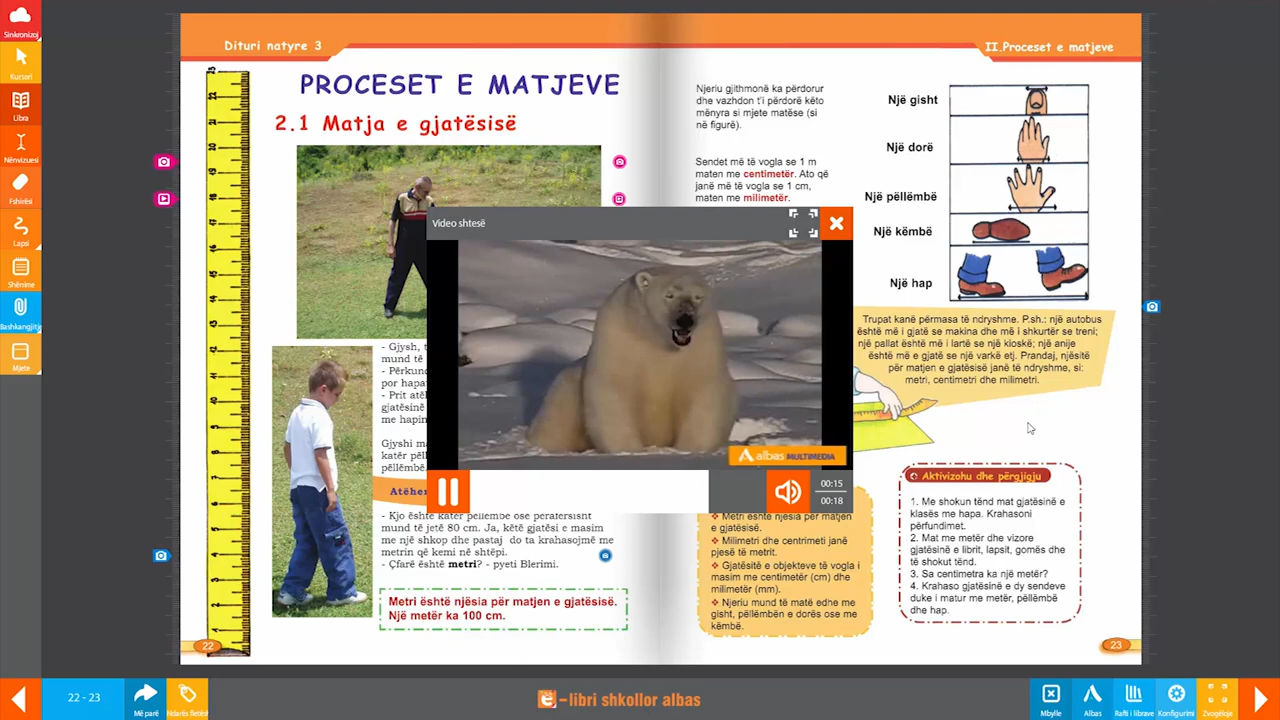 Sinkronizoj
Kursori
Libra
Nënvizuesi
Fshirësi
Lapsi
Shënime
Bashkangjitje
Mjete
Dituri natyre 3
PROCESET E MATJEVE
2.1 Matja e gjatësisë
- Gjysh, t
mund të
- Përkun
por hapa
- Prit atëh
gjatësinë
me hapin
Gjyshi ma
katër pëll
pëllëmbë.
Atëher
- Kjo është katër pëllëmbë ose përafërsisht
mund të jetë 80 cm. Ja, këtë gjatësi e masim
me një shkop dhe pastaj do ta krahasojmë me
metrin që kemi në shtëpi.
- Çfarë është metri? - pyeti Blerimi.
Metri është njësia për matjen e gjatësisë.
Një metër ka 100 cm.
22
II.Proceset e matjeve
Njeriu gjithmonë ka përdorur
dhe vazhdon t'i përdorë këto
mënyra si mjete matëse (si
në figurë).
Sendet më të vogla se 1 m
maten me centimetër. Ato që
janë më të vogla se 1 cm,
maten me milimetër.
Një gisht
Një dorë
Një pëllëmbë
Një këmbë
Një hap
Video shtesë
albas MULTIMEDIA
00:15
00:18
Trupat kanë përmasa të ndryshme. P.sh.: një autobus
është më i gjatë se makina dhe më i shkurtër se treni;
një pallat është më i lartë se një kioskë; një anije
është më e gjatë se një varkë etj. Prandaj, njësitë
për matjen e gjatësisë janë të ndryshme, si:
metri, centimetri dhe milimetri.
Metri është njësia për matjen
e gjatësisë.
Milimetri dhe centrimeti janë
pjesë të metrit.
Gjatësitë e objekteve të vogla i
masim me centimetër (cm) dhe
milimetër (mm).
Njeriu mund të matë edhe me
gisht, pëllëmbën e dorës ose me
këmbë.
Aktivizohu dhe përgjigju
1. Me shokun tënd mat gjatësinë e
klasës me hapa. Krahasoni
përfundimet.
2. Mat me metër dhe vizore
gjatësinë e librit, lapsit, gomës dhe
të shokut tënd.
3. Sa centimetra ka një metër?
4. Krahaso gjatësinë e dy sendeve
duke i matur me metër, pëllëmbë
dhe hap.
23
22 - 23
Më parë
Ndarës fletësh
e-libri shkollor albas
Mbylle
Albas
Rafti i librave
Konfigurimi
Zvogëloje